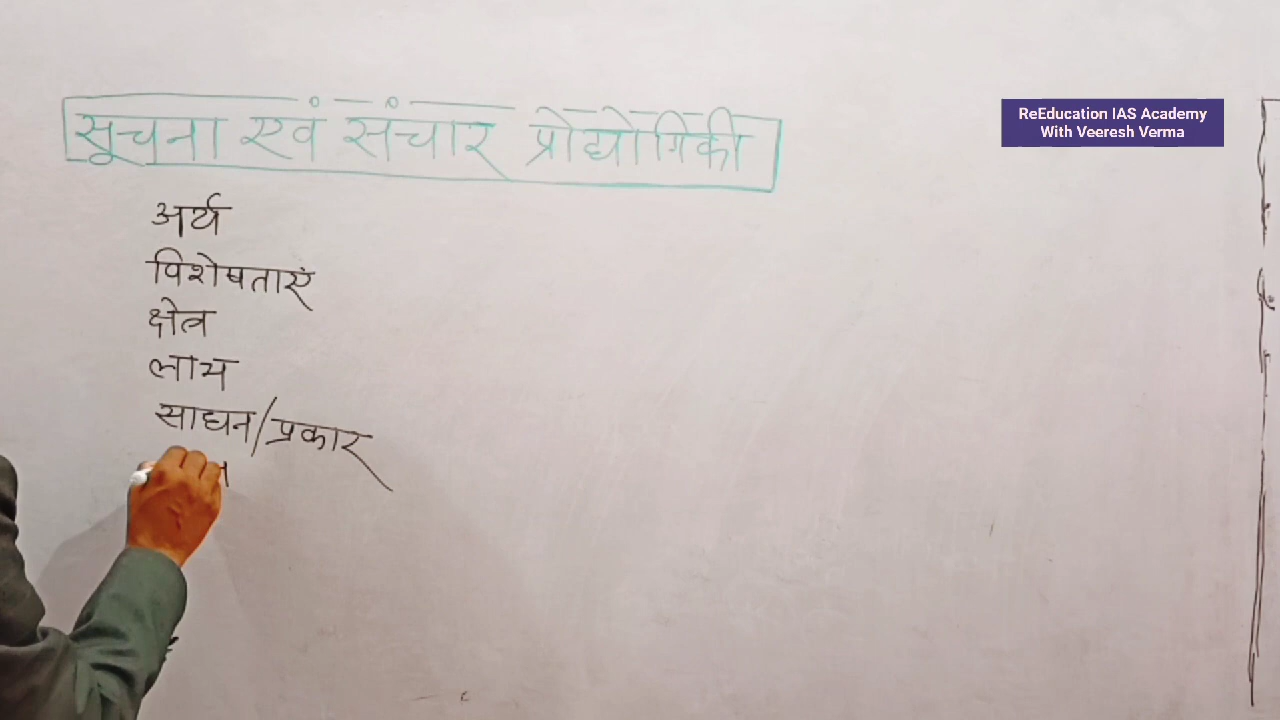 सूचना एवं संचार प्रोद्योगिकी
ReEducation IAS Academy
With Veeresh Verma
अर्थ
विशेषताएं
क्षेत्र
लाभ
साधन/प्रकार